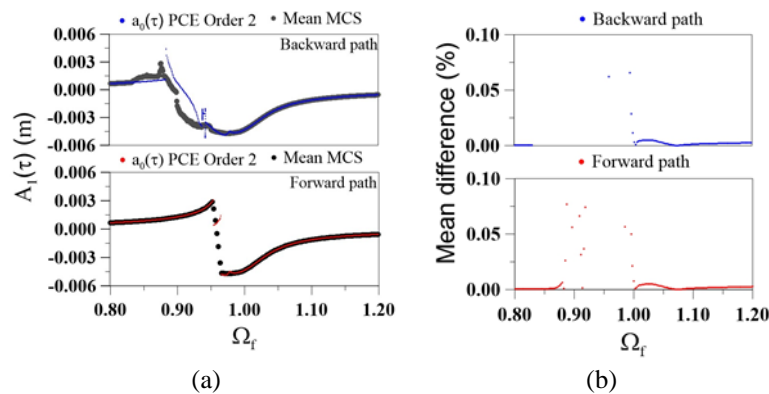 a₀(τ) PCE Order 2 Mean MCS
Backward path
0.006
0.003
0.000
-0.003
-0.006
a₀(τ) PCE Order 2 Mean MCS
Forward path
0.006
0.003
0.000
-0.003
-0.006
0.80 0.90 1.00 1.10 1.20
A₁(τ) (m)
Ω_f
(a)
Backward path
0.10
0.05
0.00
Forward path
0.10
0.05
0.00
0.80 0.90 1.00 1.10 1.20
Mean difference (%)
Ω_f
(b)